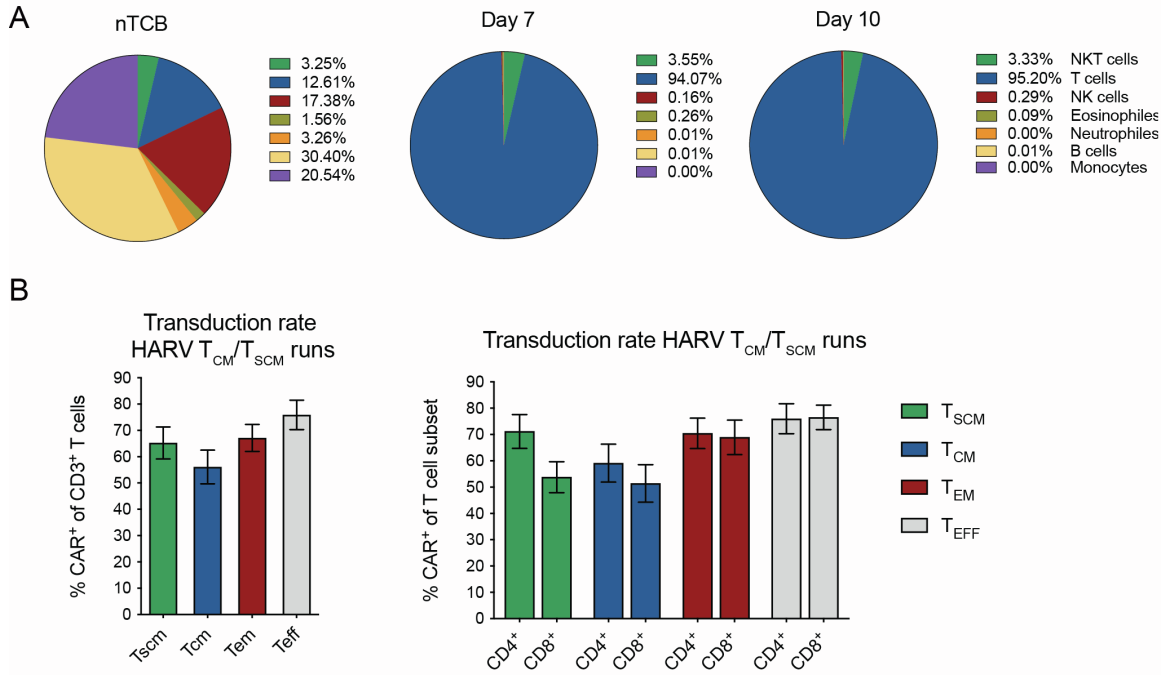 A
nTCB
3.25%
12.61%
17.38%
1.56%
3.26%
30.40%
20.54%
Day 7
3.55%
94.07%
0.16%
0.26%
0.01%
0.01%
0.00%
Day 10
3.33% NKT cells
95.20% T cells
0.29% NK cells
0.09% Eosinophiles
0.00% Neutrophiles
0.01% B cells
0.00% Monocytes
B
Transduction rate
HARV TCM/TSCM runs
% CAR+ of CD3+ T cells
90
80
70
60
50
40
30
20
10
0
Tscm
Tcm
Tem
Teff
Transduction rate HARV TCM/TSCM runs
% CAR+ of T cell subset
90
80
70
60
50
40
30
20
10
0
CD4+
CD8+
CD4+
CD8+
CD4+
CD8+
CD4+
CD8+
TSCM
TCM
TEM
TEFF